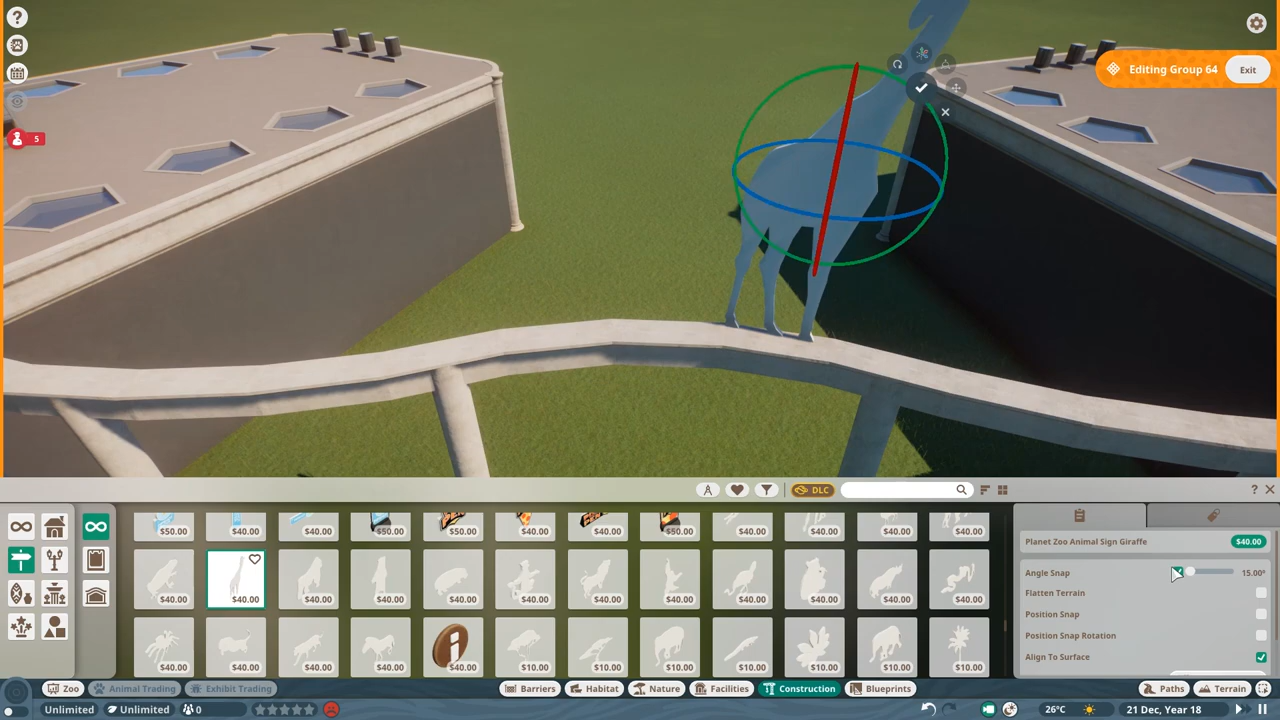 Editing Group 64
Exit
5
DLC
$50.00 $40.00 $40.00 $50.00 $40.00 $40.00 $40.00 $50.00 $40.00 $40.00 $40.00 $40.00
$40.00 $40.00 $40.00 $40.00 $40.00 $40.00 $40.00 $40.00 $40.00 $40.00 $40.00 $40.00
$40.00 $40.00 $40.00 $40.00 $40.00 $10.00 $10.00 $10.00 $10.00 $10.00 $10.00 $10.00
Planet Zoo Animal Sign Giraffe $40.00
Angle Snap 15.00°
Flatten Terrain
Position Snap
Position Snap Rotation
Align To Surface
Zoo Animal Trading Exhibit Trading Barriers Habitat Nature Facilities Construction Blueprints Paths Terrain
Unlimited Unlimited 0 26°C 21 Dec, Year 18